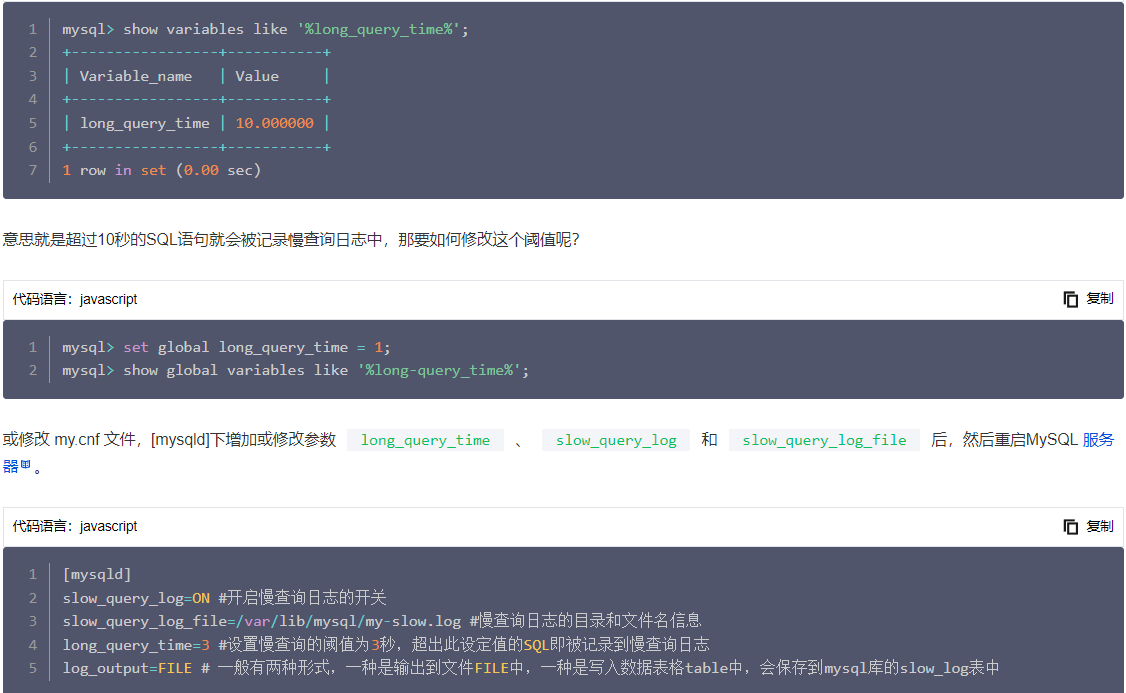 1 mysql> show variables like '%long_query_time%';
2 +-----------------+-----------+
3 | Variable_name   | Value     |
4 +-----------------+-----------+
5 | long_query_time | 10.000000 |
6 +-----------------+-----------+
7 1 row in set (0.00 sec)
意思就是超过10秒的SQL语句就会被记录慢查询日志中，那要如何修改这个阈值呢？
代码语言：javascript 复制
1 mysql> set global long_query_time = 1;
2 mysql> show global variables like '%long-query_time%';
或修改 my.cnf 文件，[mysqld]下增加或修改参数 long_query_time 、 slow_query_log 和 slow_query_log_file 后，然后重启MySQL 服务
器。
代码语言：javascript 复制
1 [mysqld]
2 slow_query_log=ON #开启慢查询日志的开关
3 slow_query_log_file=/var/lib/mysql/my-slow.log #慢查询日志的目录和文件名信息
4 long_query_time=3 #设置慢查询的阈值为3秒，超出此设定值的SQL即被记录到慢查询日志
5 log_output=FILE # 一般有两种形式，一种是输出到文件FILE中，一种是写入数据表格table中，会保存到mysql库的slow_log表中